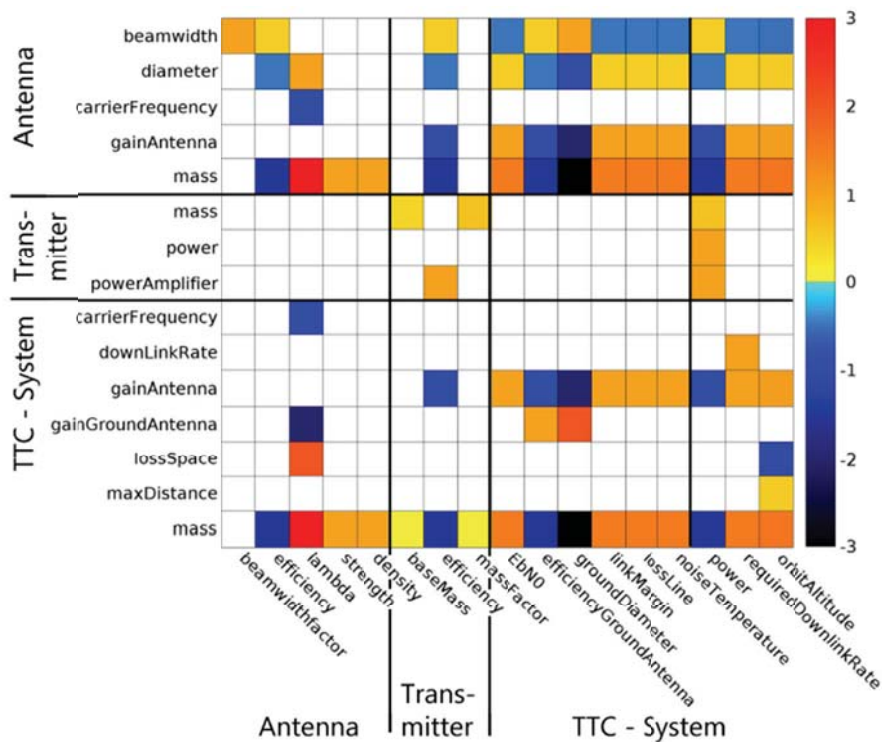 Antenna
beamwidth
diameter
carrierFrequency
gainAntenna
mass
Trans-
mitter
mass
power
powerAmplifier
TTC - System
carrierFrequency
downLinkRate
gainAntenna
gainGroundAntenna
lossSpace
maxDistance
mass
3
2
1
0
-1
-2
-3
beamwidthfactor
efficiency
lambda
strength
density
baseMass
efficiency
massFactor
EbN0
efficiencyGroundAntenna
groundDiameter
linkMargin
lossLine
noiseTemperature
power
requiredDownlinkRate
orbitAltitude
Antenna
Trans-
mitter
TTC - System